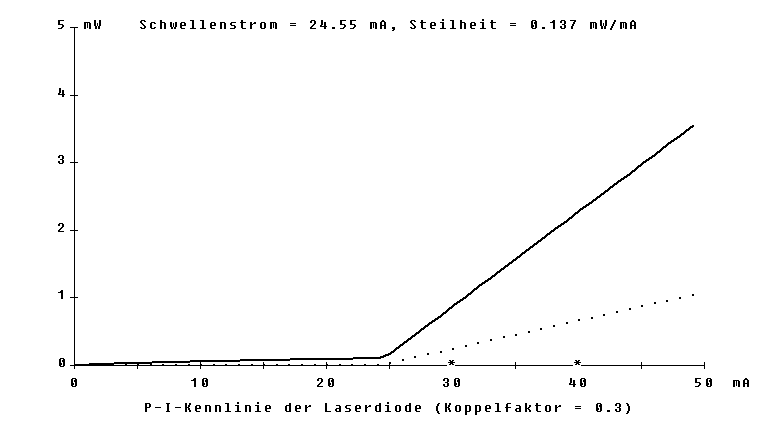 5 mW Schwellenstrom = 24.55 mA, Steilheit = 0.137 mW/mA
4
3
2
1
0
0 10 20 30 40 50 mA
P-I-Kennlinie der Laserdiode (Koppelfaktor = 0.3)